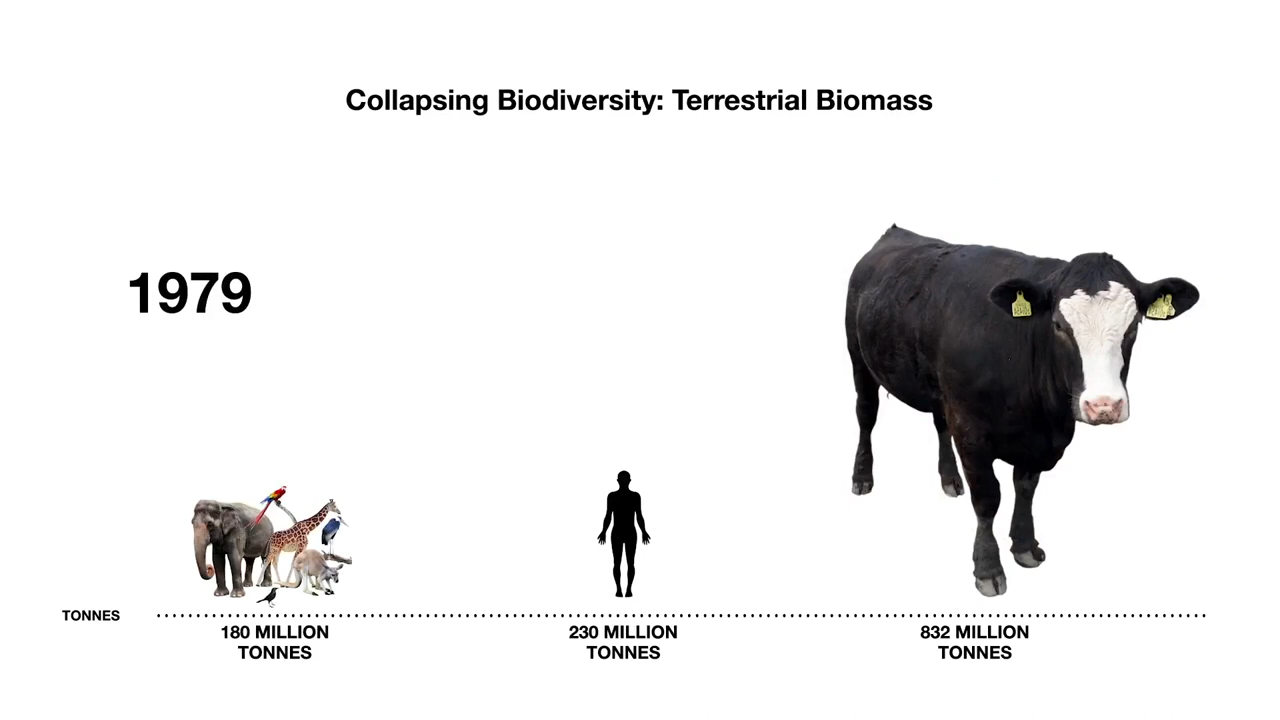 Collapsing Biodiversity: Terrestrial Biomass
1979
TONNES
180 MILLION
TONNES
230 MILLION
TONNES
832 MILLION
TONNES